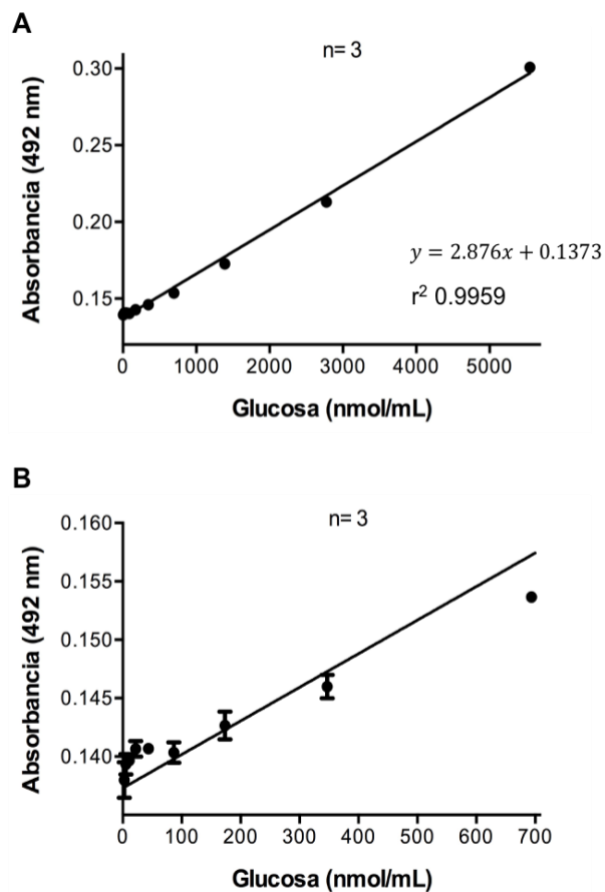 A
n= 3
Absorbancia (492 nm)
0.30
0.25
0.20
0.15
y = 2.876x + 0.1373
r² 0.9959
0 1000 2000 3000 4000 5000
Glucosa (nmol/mL)
B
n= 3
Absorbancia (492 nm)
0.160
0.155
0.150
0.145
0.140
0 100 200 300 400 500 600 700
Glucosa (nmol/mL)